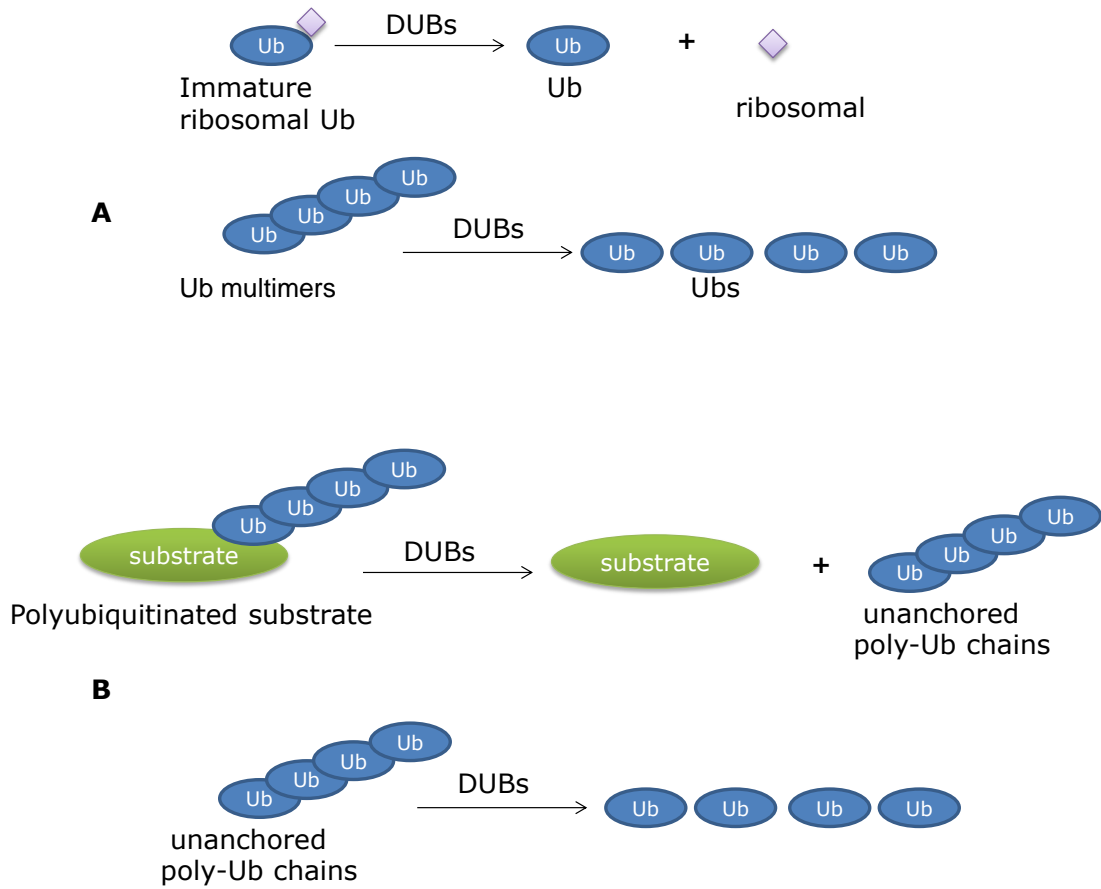 Ub
DUBs
Ub
+
Immature
ribosomal Ub
Ub
ribosomal
A
Ub
Ub
Ub
Ub
DUBs
Ub Ub Ub Ub
Ub multimers
Ubs
Ub
Ub
Ub
Ub
substrate
DUBs
substrate
+
Ub
Ub
Ub
Ub
Polyubiquitinated substrate
unanchored
poly-Ub chains
B
Ub
Ub
Ub
Ub
DUBs
Ub Ub Ub Ub
unanchored
poly-Ub chains